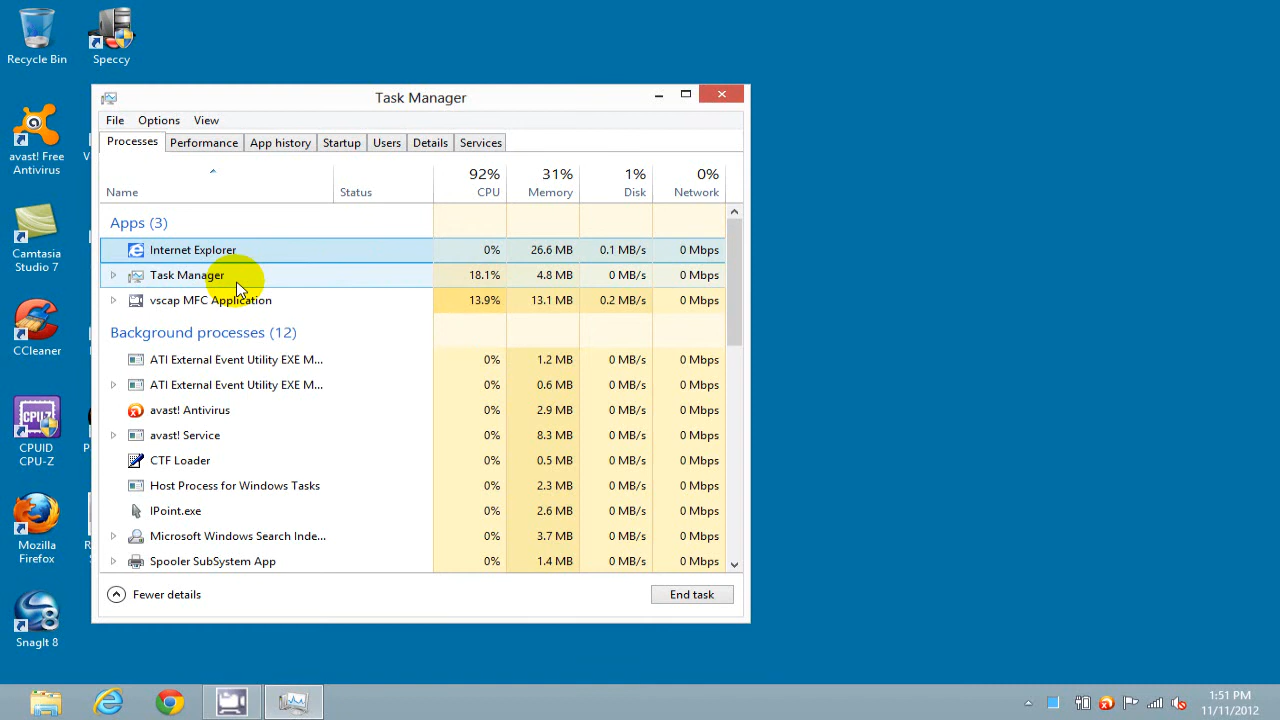 Recycle Bin
Speccy
avast! Free
Antivirus
Camtasia
Studio 7
CCleaner
CPUID
CPU-Z
Mozilla
Firefox
SnagIt 8
Task Manager
File Options View
Processes Performance App history Startup Users Details Services
92% 31% 1% 0%
Name Status CPU Memory Disk Network
Apps (3)
Internet Explorer 0% 26.6 MB 0.1 MB/s 0 Mbps
Task Manager 18.1% 4.8 MB 0 MB/s 0 Mbps
vscap MFC Application 13.9% 13.1 MB 0.2 MB/s 0 Mbps
Background processes (12)
ATI External Event Utility EXE M... 0% 1.2 MB 0 MB/s 0 Mbps
ATI External Event Utility EXE M... 0% 0.6 MB 0 MB/s 0 Mbps
avast! Antivirus 0% 2.9 MB 0 MB/s 0 Mbps
avast! Service 0% 8.3 MB 0 MB/s 0 Mbps
CTF Loader 0% 0.5 MB 0 MB/s 0 Mbps
Host Process for Windows Tasks 0% 2.3 MB 0 MB/s 0 Mbps
IPoint.exe 0% 2.6 MB 0 MB/s 0 Mbps
Microsoft Windows Search Inde... 0% 3.7 MB 0 MB/s 0 Mbps
Spooler SubSystem App 0% 1.4 MB 0 MB/s 0 Mbps
Fewer details
End task
1:51 PM
11/11/2012